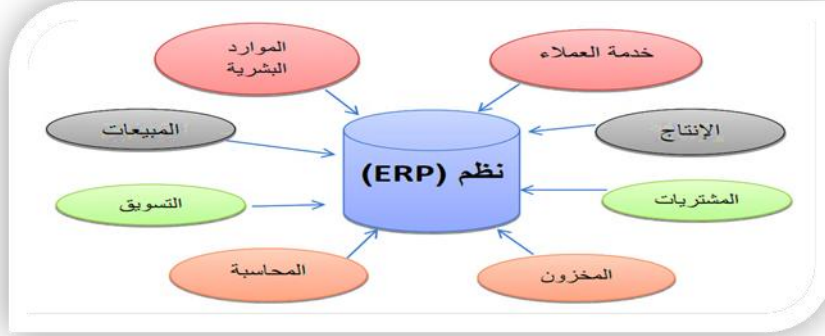 خدمة العملاء
الموارد
البشرية
الإنتاج
المبيعات
نظم (ERP)
المشتريات
التسويق
المخزون
المحاسبة